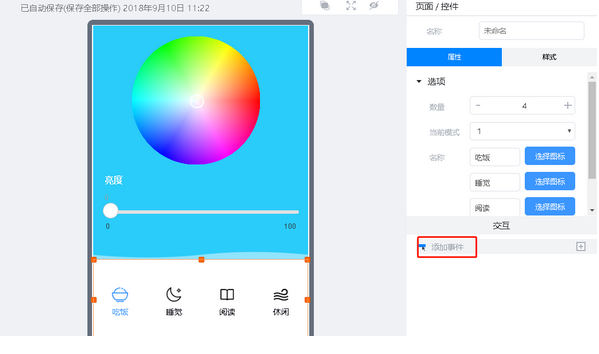 已自动保存(保存全部操作) 2018年9月10日 11:22
页面 / 控件
名称
未命名
属性
样式
选项
数量
- 4 +
当前模式
1
名称
吃饭
选择图标
睡觉
选择图标
阅读
选择图标
交互
添加事件
亮度
0
100
吃饭
睡觉
阅读
休闲